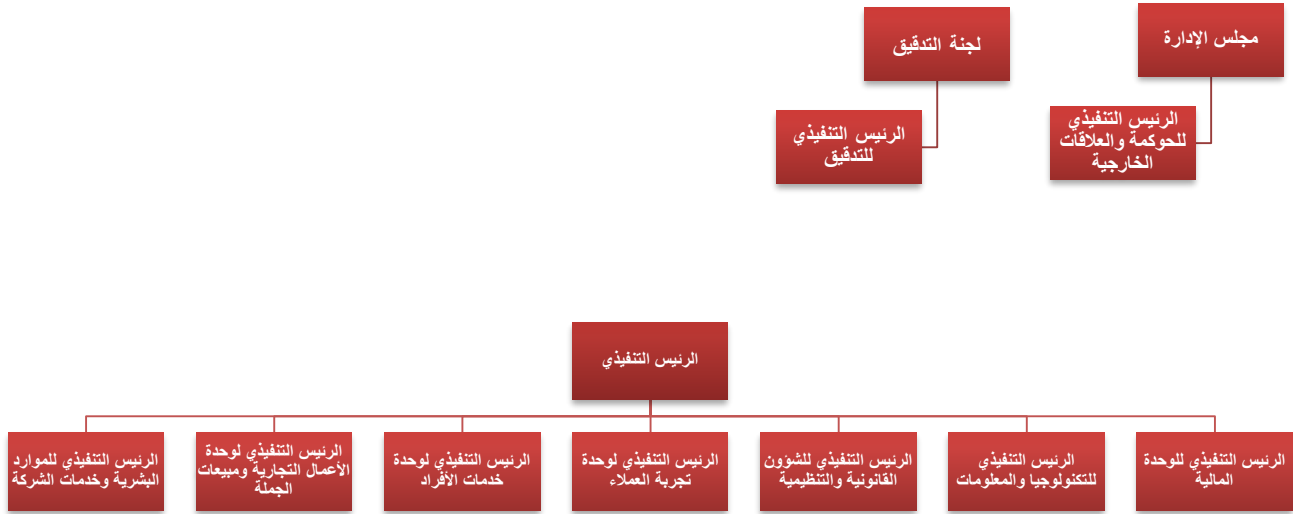 مجلس الإدارة
لجنة التدقيق
الرئيس التنفيذي
للحوكمة والعلاقات
الخارجية
الرئيس التنفيذي
للتدقيق
الرئيس التنفيذي
الرئيس التنفيذي للوحدة
المالية
الرئيس التنفيذي
للتكنولوجيا والمعلومات
الرئيس التنفيذي للشؤون
القانونية والتنظيمية
الرئيس التنفيذي لوحدة
تجربة العملاء
الرئيس التنفيذي لوحدة
خدمات الأفراد
الرئيس التنفيذي لوحدة
الأعمال التجارية ومبيعات
الجملة
الرئيس التنفيذي للموارد
البشرية وخدمات الشركة